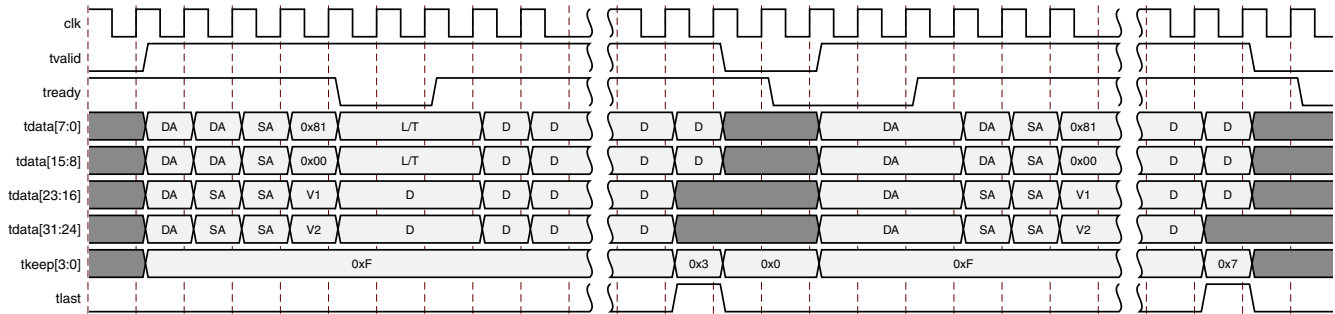 clk
tvalid
tready
tdata[7:0] DA DA SA 0x81 L/T D D D D DA DA SA 0x81 D D
tdata[15:8] DA DA SA 0x00 L/T D D D D DA DA SA 0x00 D D
tdata[23:16] DA SA SA V1 D D D D DA SA SA V1 D D
tdata[31:24] DA SA SA V2 D D D D DA SA SA V2 D
tkeep[3:0] 0xF 0x3 0x0 0xF 0x7
tlast